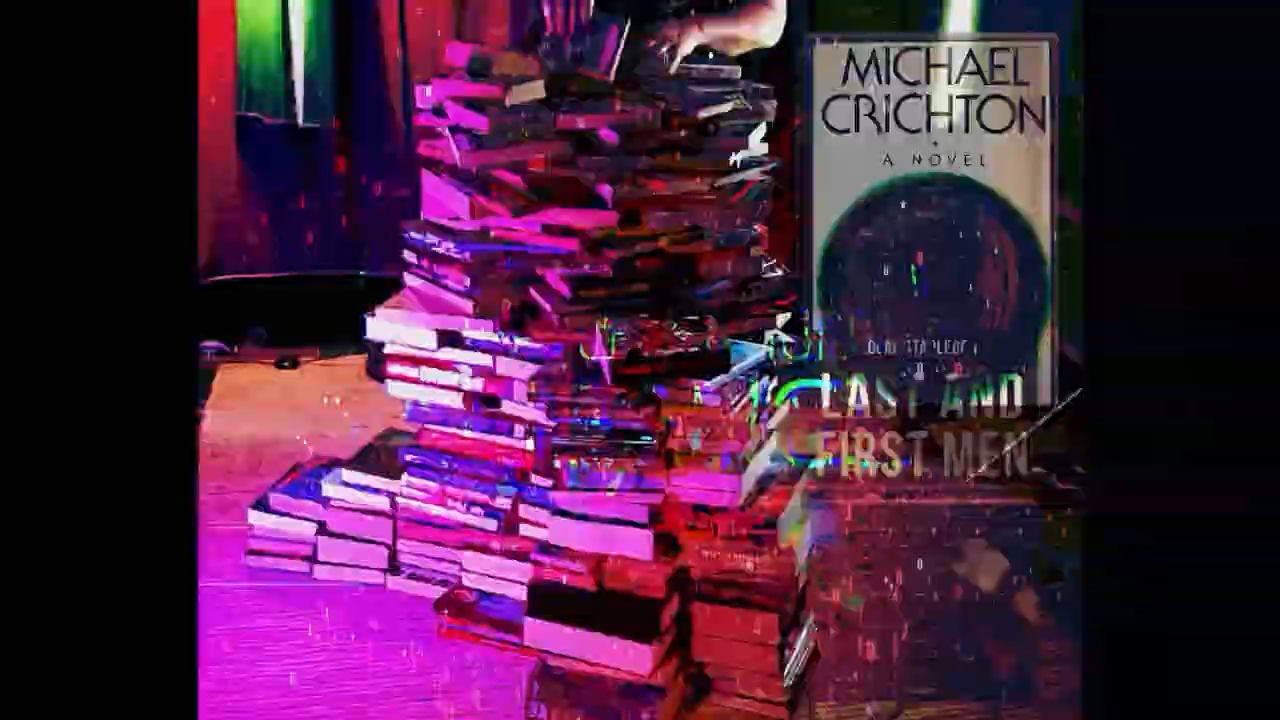 MICHAEL
CRICHTON
A NOVEL
LAST AND
FIRST MEN